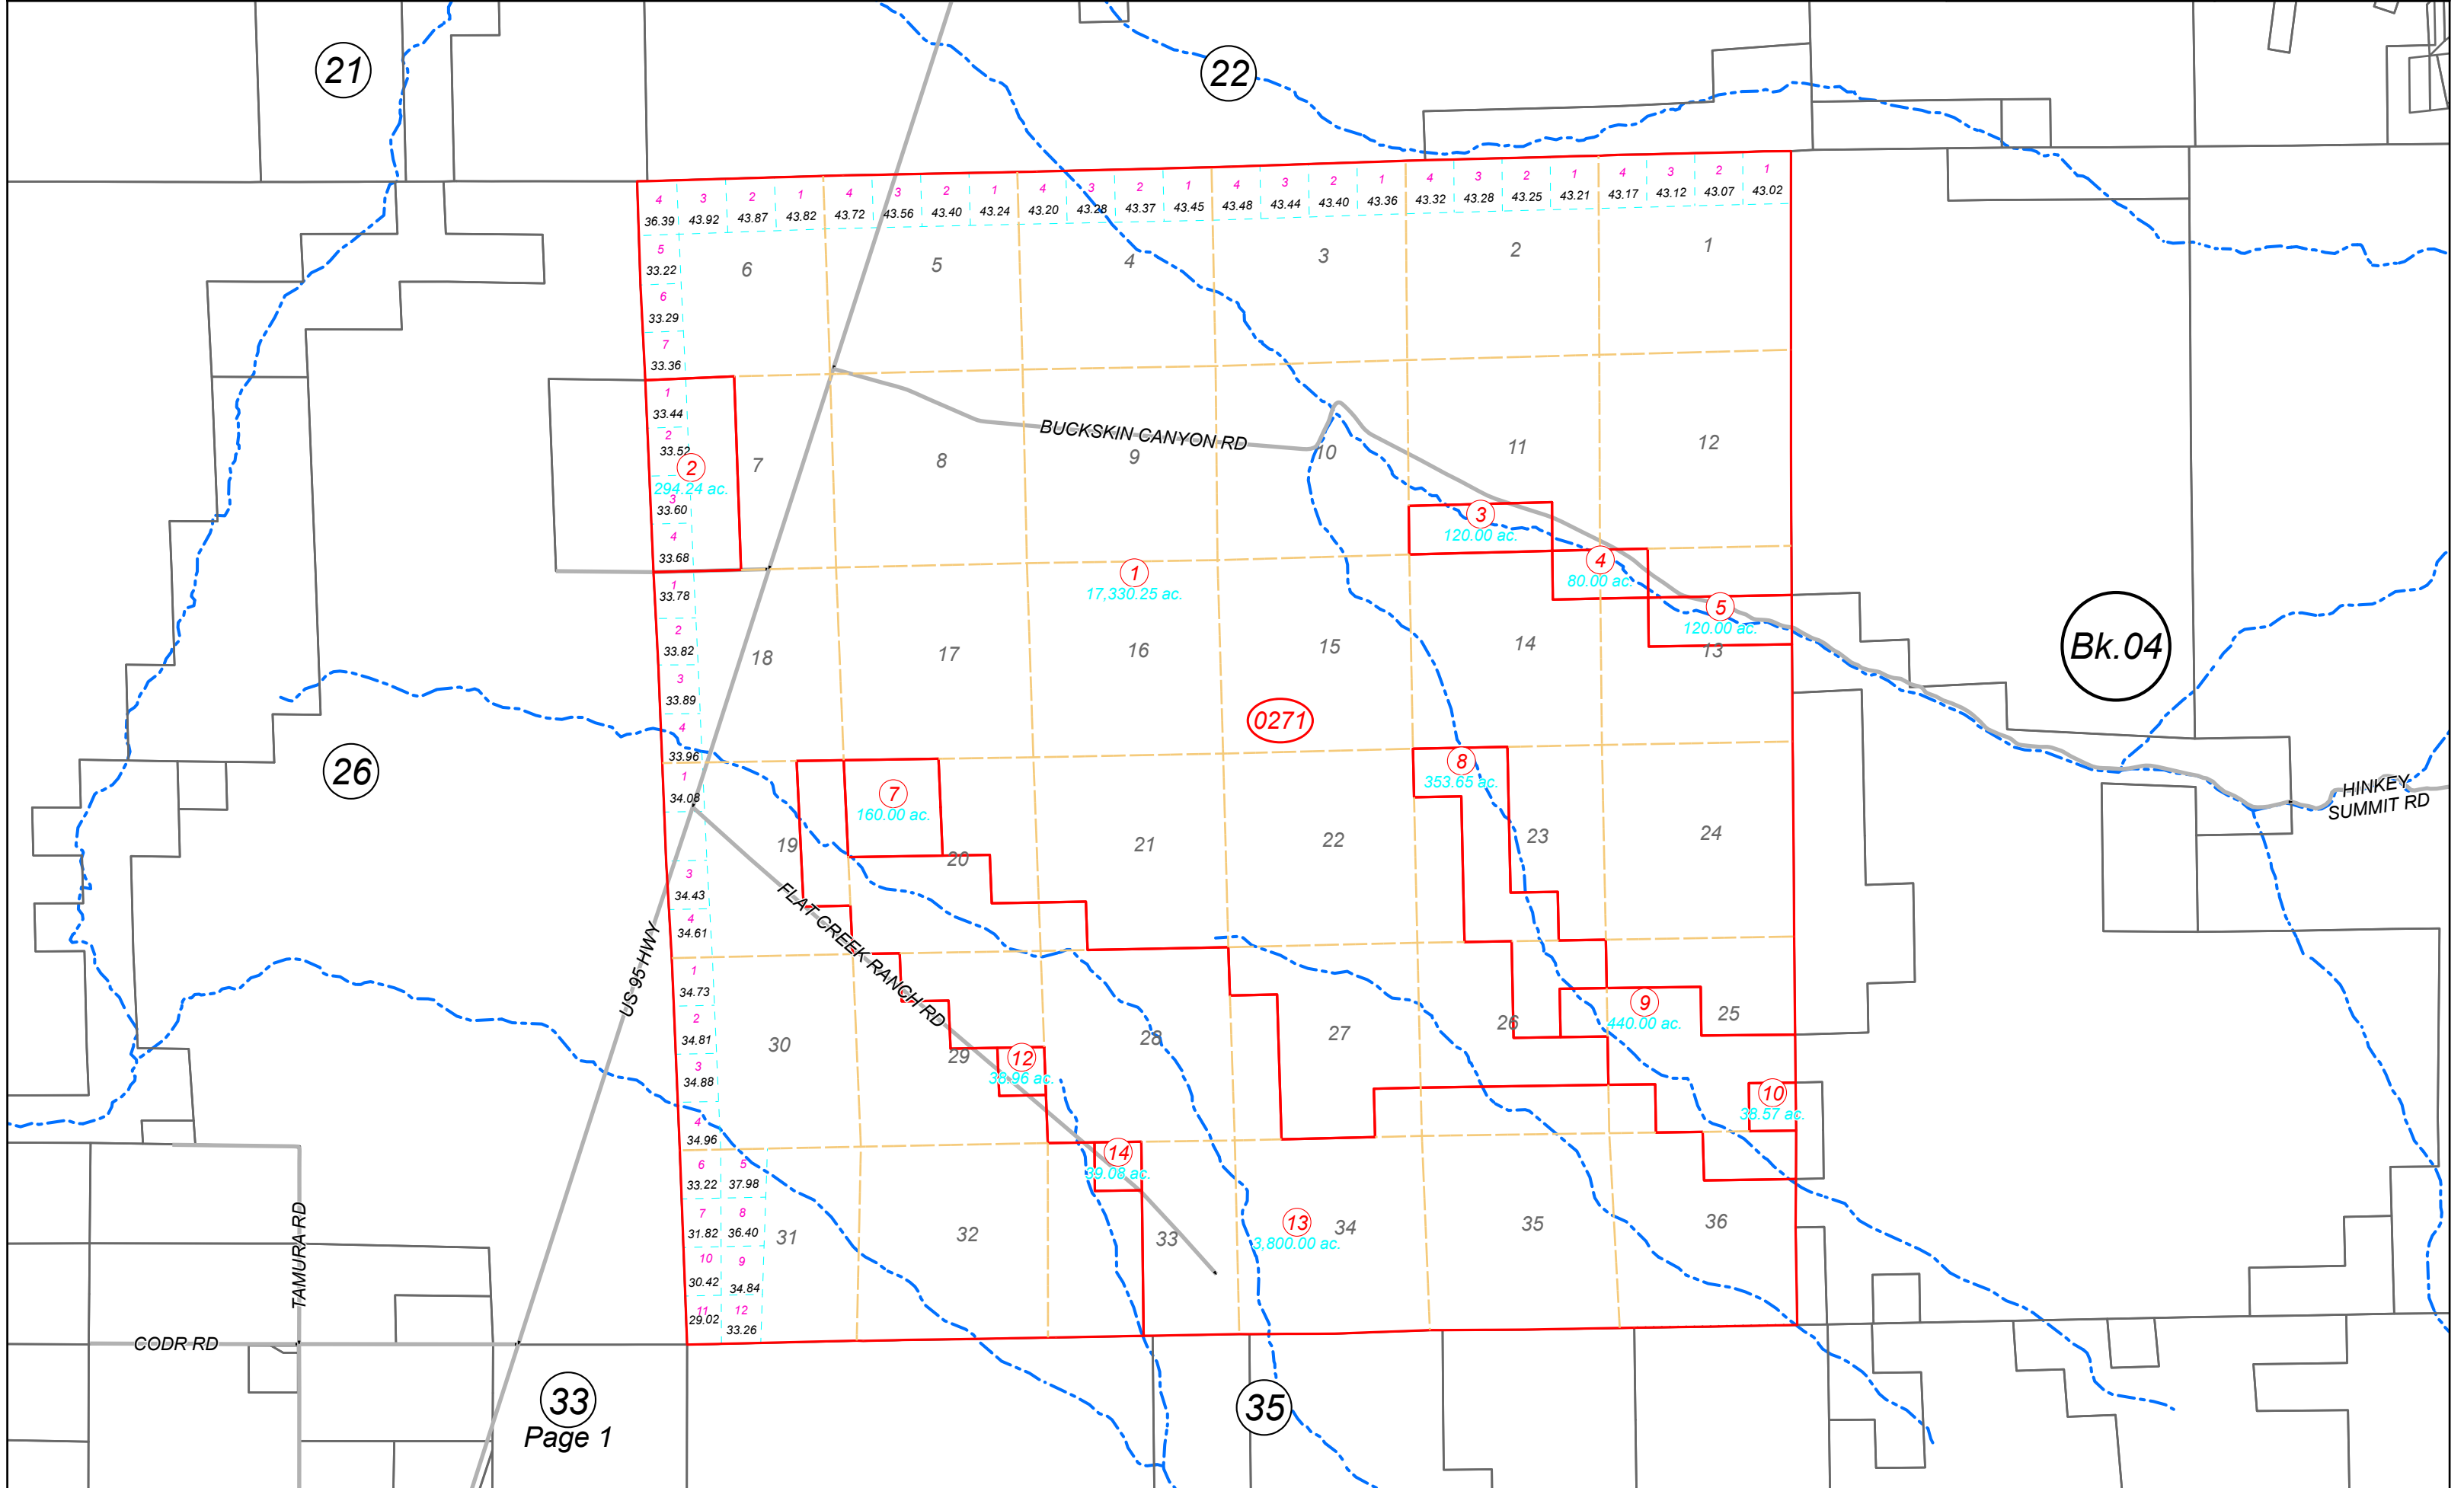 21
22
4 3 2 1 4 3 2 1 4 3 2 1 4 3 2 1 4 3 2 1 4 3 2 1
36.39 43.92 43.87 43.82 43.72 43.56 43.40 43.24 43.20 43.28 43.37 43.45 43.48 43.44 43.40 43.36 43.32 43.28 43.25 43.21 43.17 43.12 43.07 43.02
5
33.22
6 5 4 3 2 1
6
33.29
7
33.36
1
33.44
2
33.52
2
294.24 ac.
3
33.60
4
33.68
BUCKSKIN CANYON RD
7 8 9 10 11 12
3
120.00 ac.
4
80.00 ac.
5
120.00 ac.
1
17,330.25 ac.
1
33.78
2
33.82
3
33.89
4
33.96
18 17 16 15 14 13
Bk.04
0271
26
1
34.08
7
160.00 ac.
8
353.65 ac.
HINKEY
SUMMIT RD
19 20 21 22 23 24
3
34.43
4
34.61
FLAT CREEK RANCH RD
US 95 HWY
1
34.73
2
34.81
3
34.88
4
34.96
30 29 28 27 26 25
9
440.00 ac.
12
38.96 ac.
10
38.57 ac.
14
39.08 ac.
6 5
33.22 37.98
7 8
31.82 36.40
10 9
30.42 34.84
11 12
29.02 33.26
31 32 33 34 35 36
13
3,800.00 ac.
TAMURA RD
CODR RD
33
Page 1
35